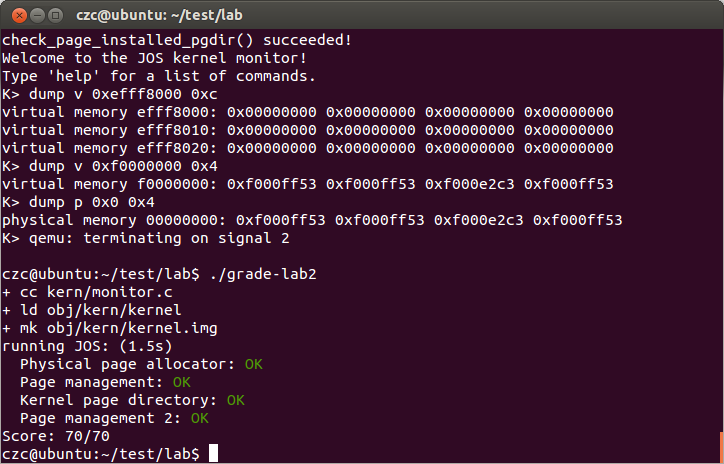 czc@ubuntu: ~/test/lab
check_page_installed_pgdir() succeeded!
Welcome to the JOS kernel monitor!
Type 'help' for a list of commands.
K> dump v 0xefff8000 0xc
virtual memory efff8000: 0x00000000 0x00000000 0x00000000 0x00000000
virtual memory efff8010: 0x00000000 0x00000000 0x00000000 0x00000000
virtual memory efff8020: 0x00000000 0x00000000 0x00000000 0x00000000
K> dump v 0xf0000000 0x4
virtual memory f0000000: 0xf000ff53 0xf000ff53 0xf000e2c3 0xf000ff53
K> dump p 0x0 0x4
physical memory 00000000: 0xf000ff53 0xf000ff53 0xf000e2c3 0xf000ff53
K> qemu: terminating on signal 2
czc@ubuntu:~/test/lab$ ./grade-lab2
+ cc kern/monitor.c
+ ld obj/kern/kernel
+ mk obj/kern/kernel.img
running JOS: (1.5s)
  Physical page allocator: OK
  Page management: OK
  Kernel page directory: OK
  Page management 2: OK
Score: 70/70
czc@ubuntu:~/test/lab$